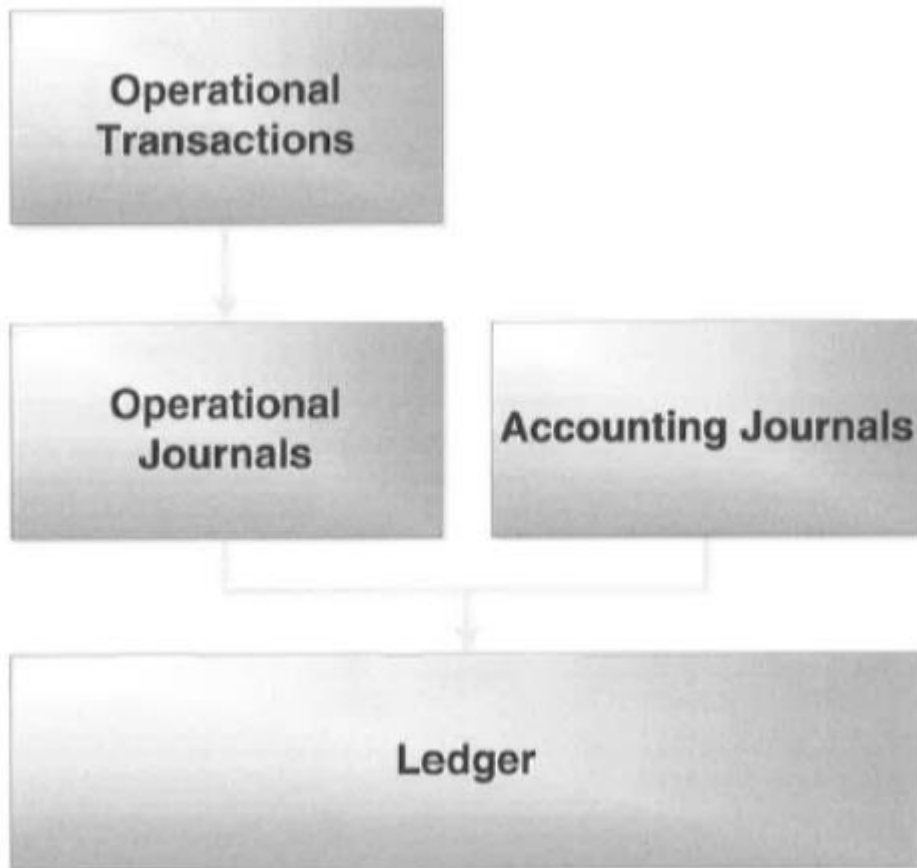 Operational
Transactions
Operational
Journals
Accounting Journals
Ledger